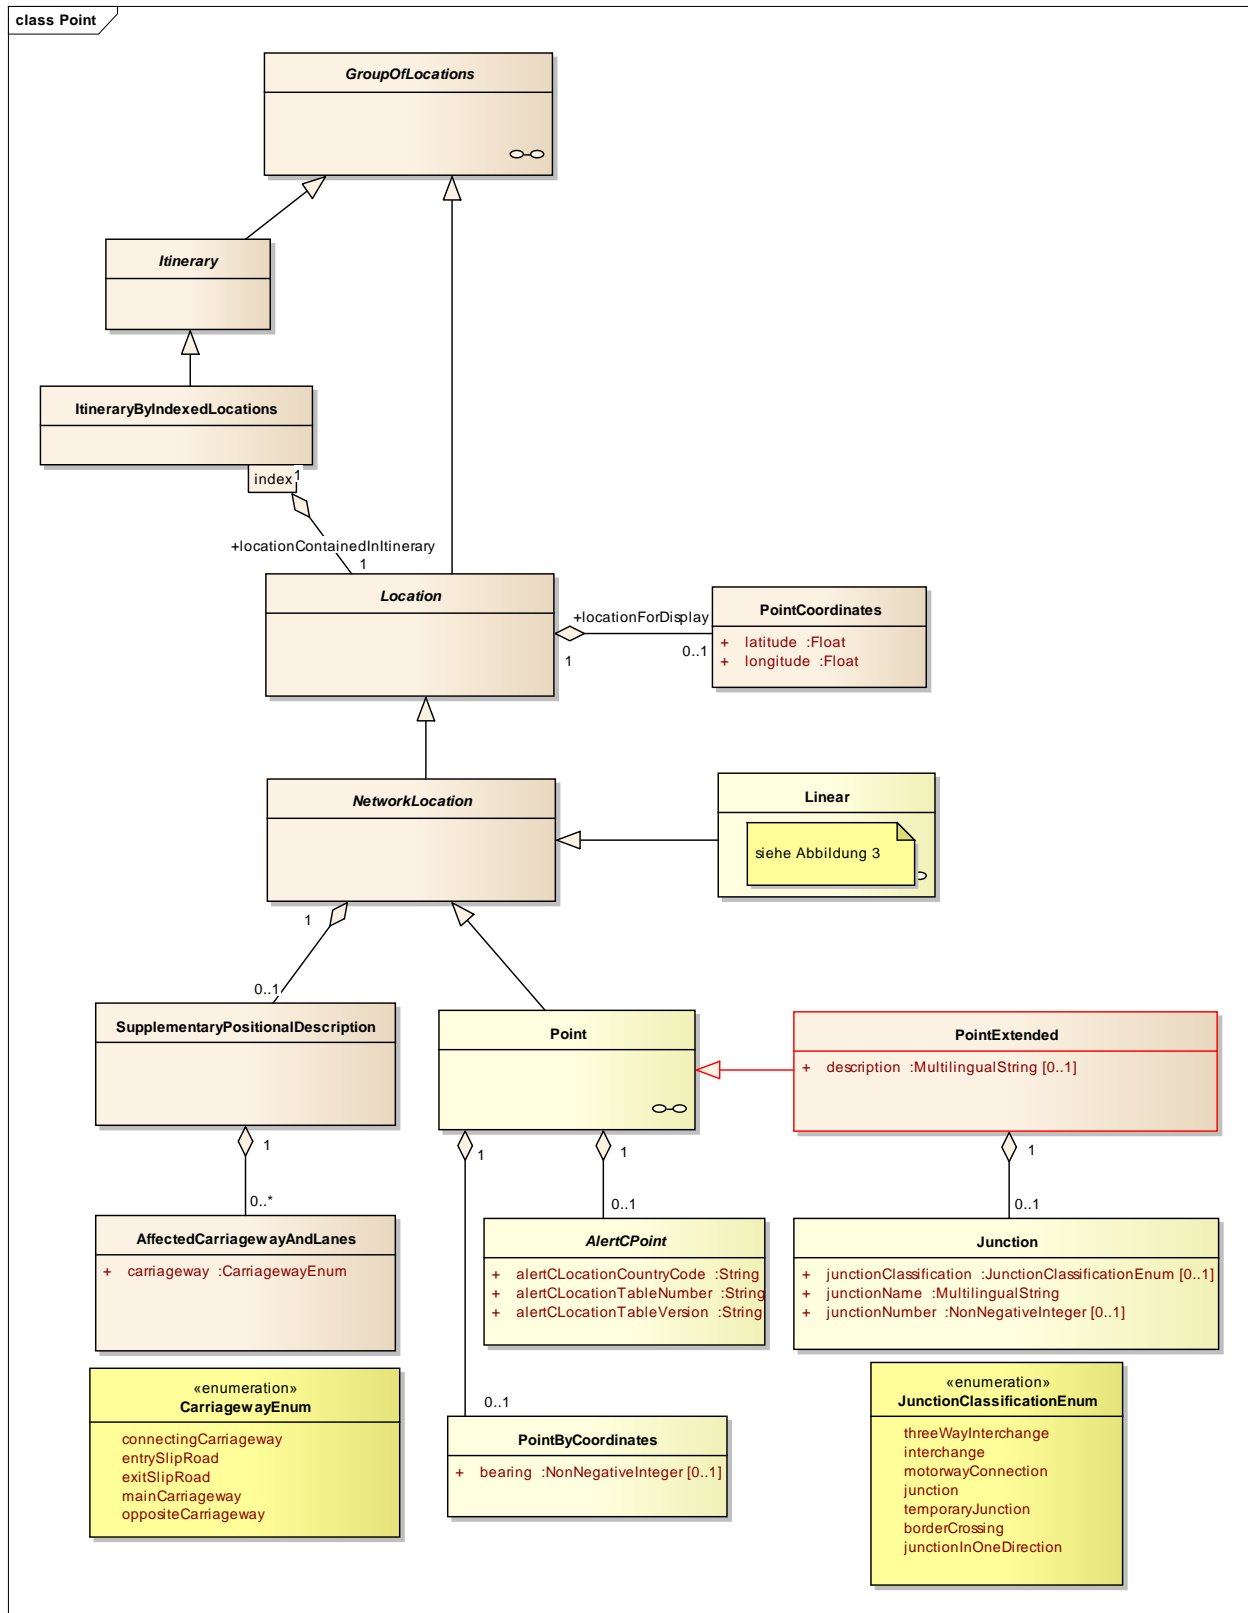 class Point
GroupOfLocations
Itinerary
ItineraryByIndexedLocations
index
1
+locationContainedInItinerary
1
Location
+locationForDisplay
1
0..1
PointCoordinates
+ latitude :Float
+ longitude :Float
NetworkLocation
Linear
siehe Abbildung 3
1
0..1
SupplementaryPositionalDescription
Point
PointExtended
+ description :MultilingualString [0..1]
1
0..*
1
1
0..1
1
0..1
AffectedCarriagewayAndLanes
+ carriageway :CarriagewayEnum
AlertCPoint
+ alertCLocationCountryCode :String
+ alertCLocationTableNumber :String
+ alertCLocationTableVersion :String
Junction
+ junctionClassification :JunctionClassificationEnum [0..1]
+ junctionName :MultilingualString
+ junctionNumber :NonNegativeInteger [0..1]
«enumeration»
CarriagewayEnum
connectingCarriageway
entrySlipRoad
exitSlipRoad
mainCarriageway
oppositeCarriageway
0..1
PointByCoordinates
+ bearing :NonNegativeInteger [0..1]
«enumeration»
JunctionClassificationEnum
threeWayInterchange
interchange
motorwayConnection
junction
temporaryJunction
borderCrossing
junctionInOneDirection